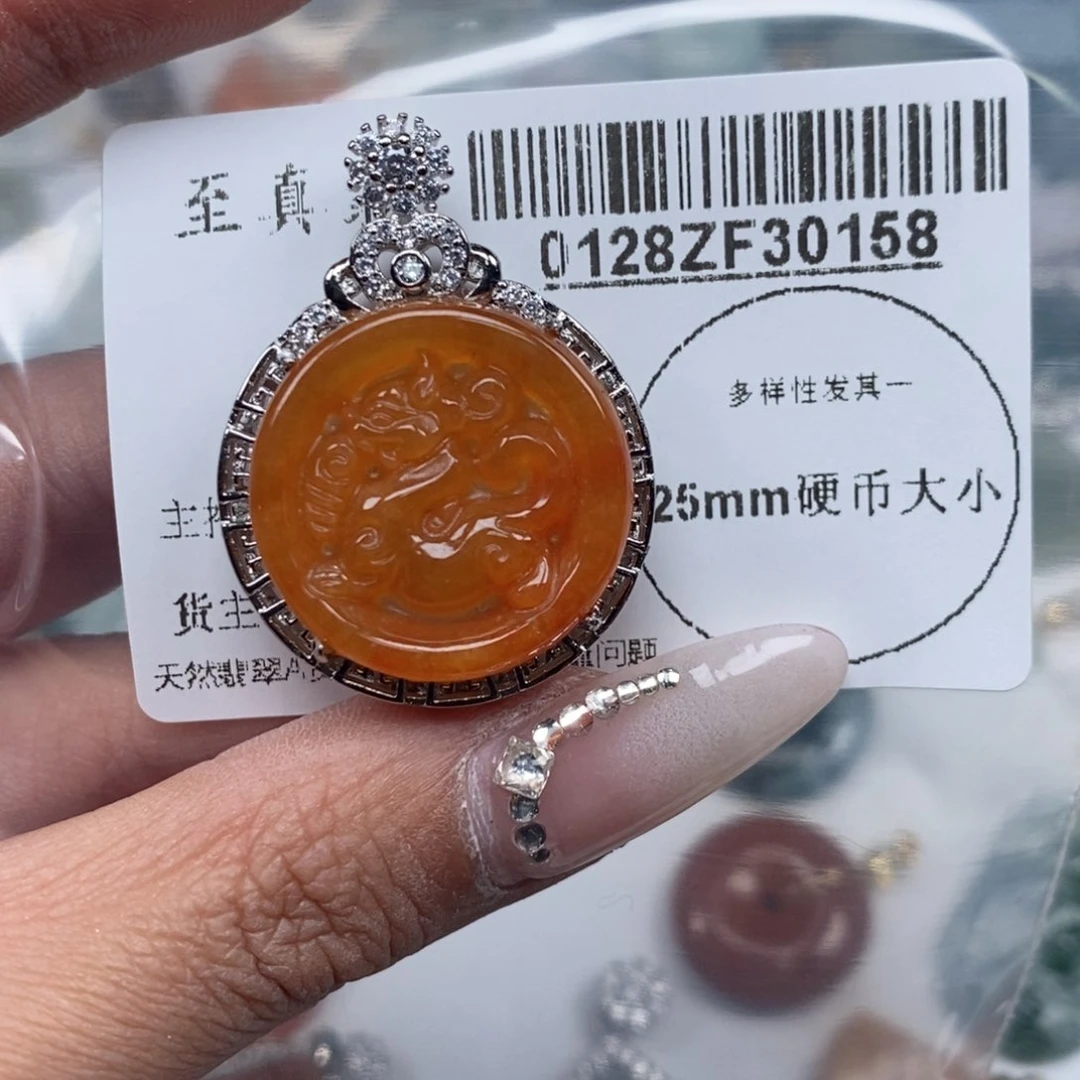 至真
0128ZF30158
多样性发其一
25mm硬币大小
主
货主
天然翡翠A
问题